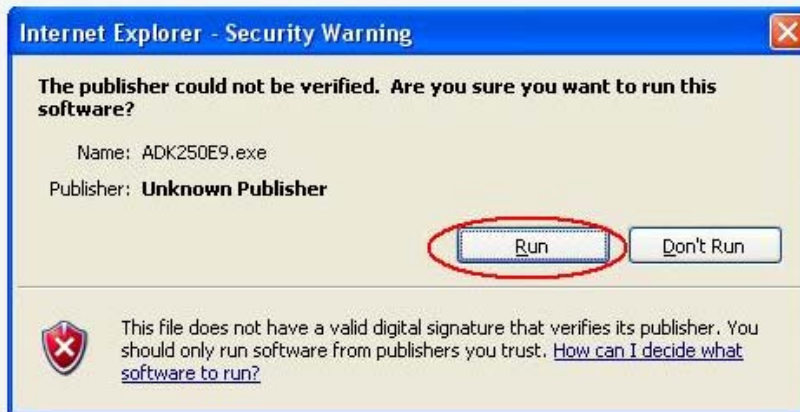 Internet Explorer - Security Warning
The publisher could not be verified. Are you sure you want to run this
software?
Name: ADK250E9.exe
Publisher: Unknown Publisher
Run Don't Run
This file does not have a valid digital signature that verifies its publisher. You
should only run software from publishers you trust. How can I decide what
software to run?